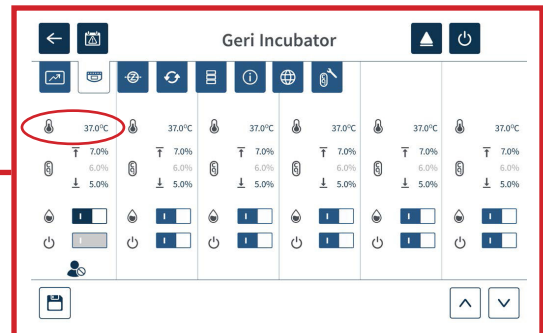 Geri Incubator
37.0°C 37.0°C 37.0°C 37.0°C 37.0°C 37.0°C
7.0% 7.0% 7.0% 7.0% 7.0% 7.0%
6.0% 6.0% 6.0% 6.0% 6.0% 6.0%
5.0% 5.0% 5.0% 5.0% 5.0% 5.0%